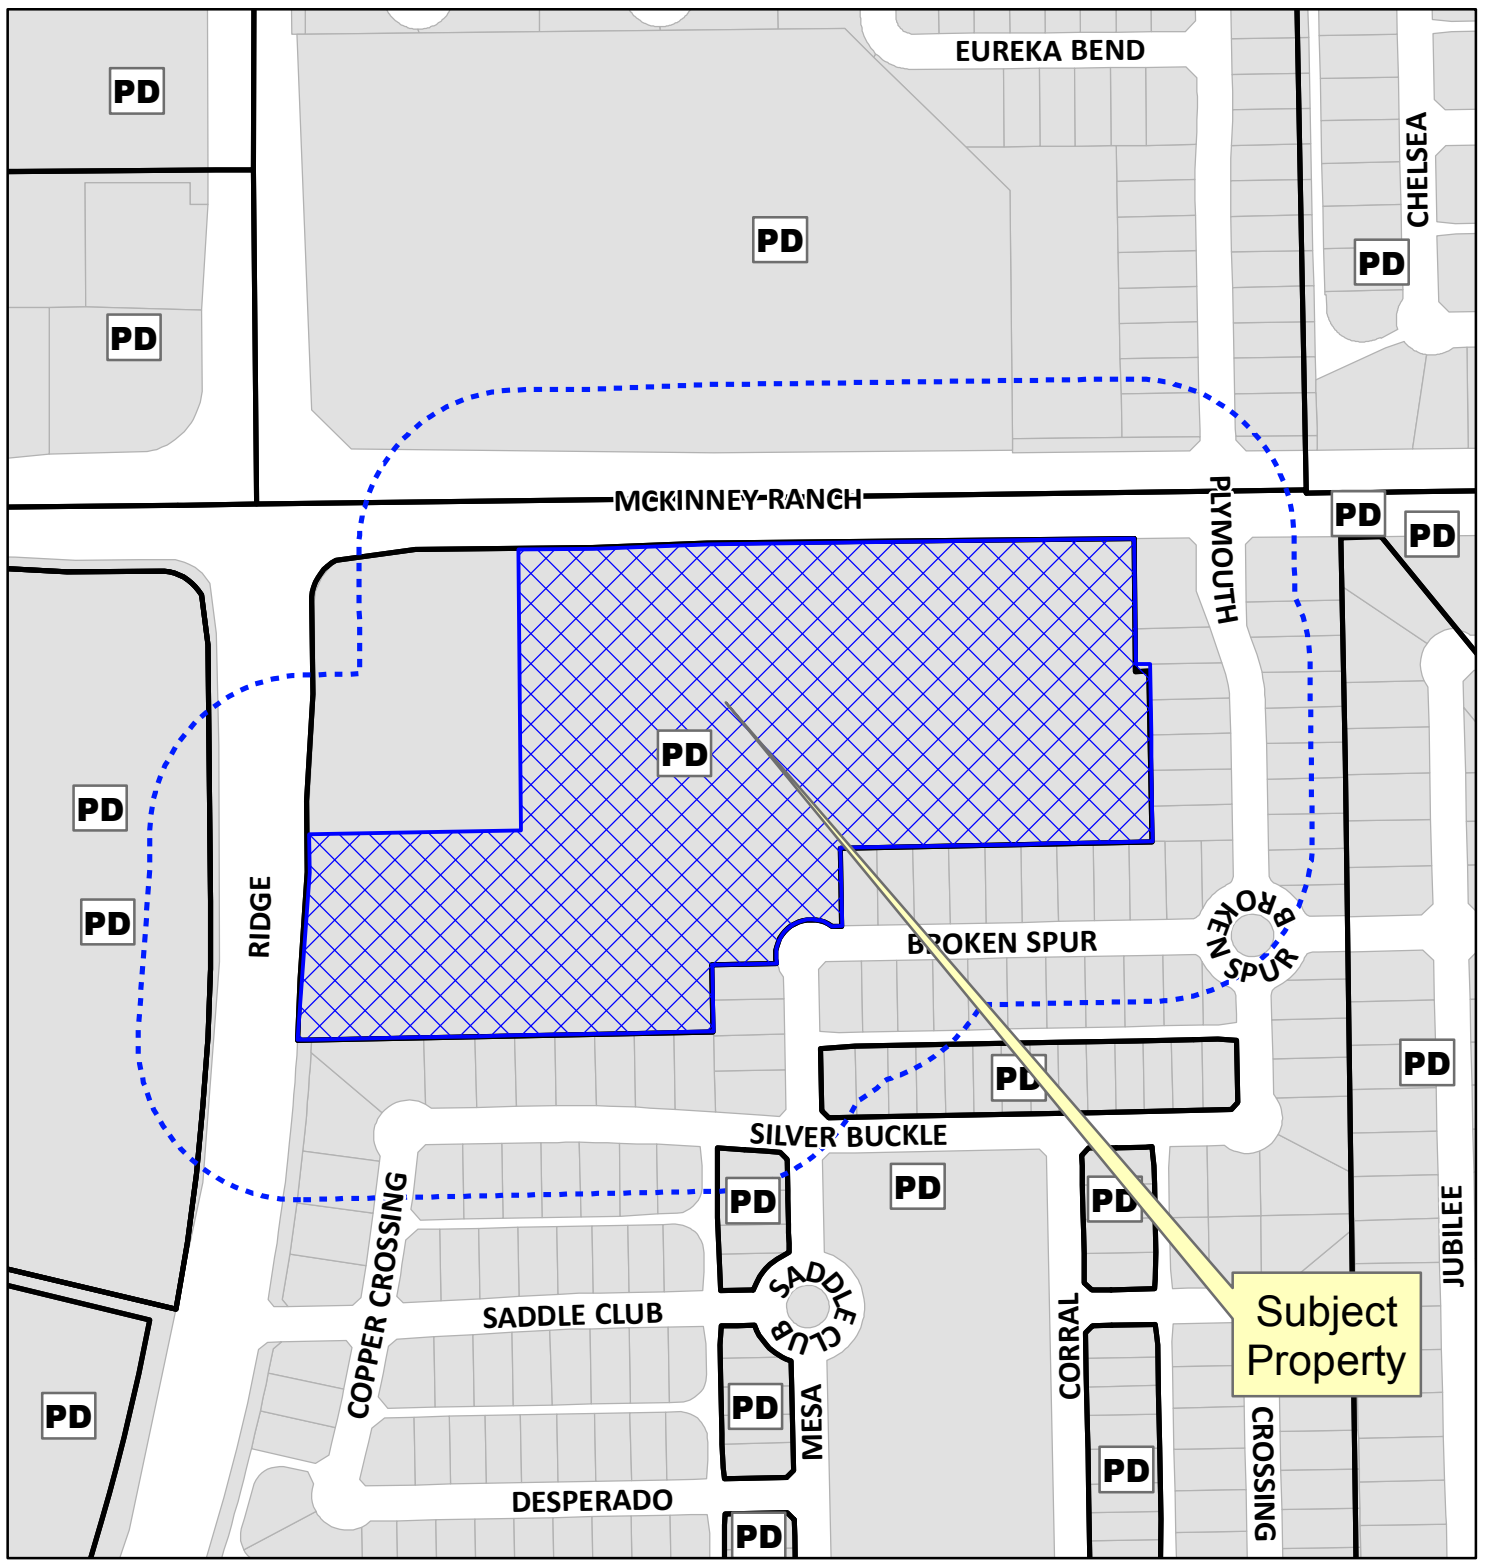 EUREKA BEND
PD
CHELSEA
PD
PD
PD
MCKINNEY RANCH
PLYMOUTH
PD
PD
PD
PD
PD
RIDGE
BROKEN SPUR
BROKEN SPUR
PD
PD
SILVER BUCKLE
PD
PD
PD
COPPER CROSSING
JUBILEE
SADDLE CLUB
SADDLE CLUB
CORRAL
Subject
Property
MESA
PD
PD
CROSSING
PD
DESPERADO
PD